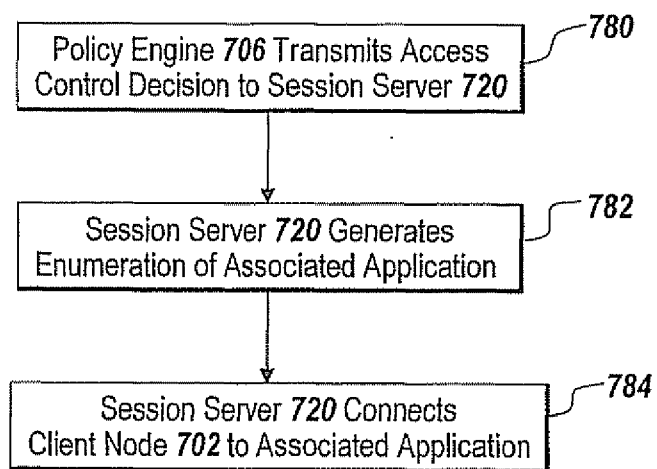 780
Policy Engine 706 Transmits Access
Control Decision to Session Server 720
782
Session Server 720 Generates
Enumeration of Associated Application
784
Session Server 720 Connects
Client Node 702 to Associated Application